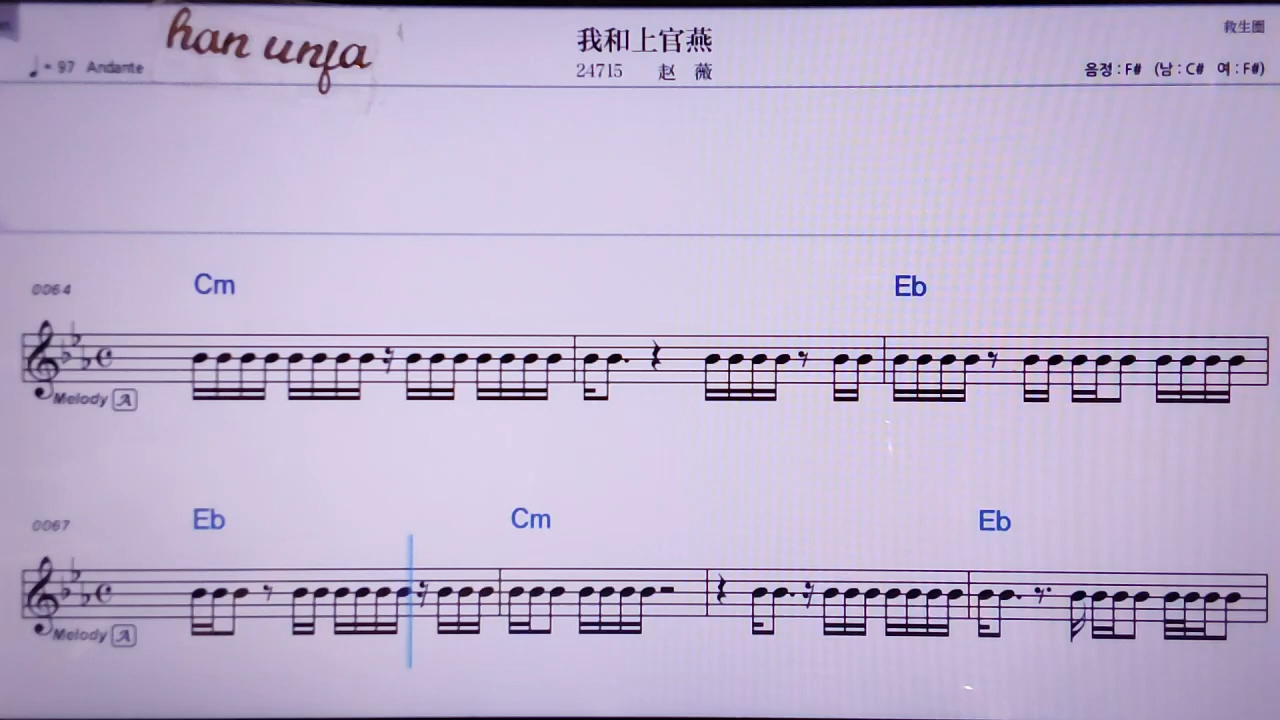 han unfa
我和上官燕
救生圈
♩= 97 Andante
24715 赵 薇
음정 : F# (남 : C# 여 : F#)
0064
Cm
Eb
Melody A
0067
Eb
Cm
Eb
Melody A